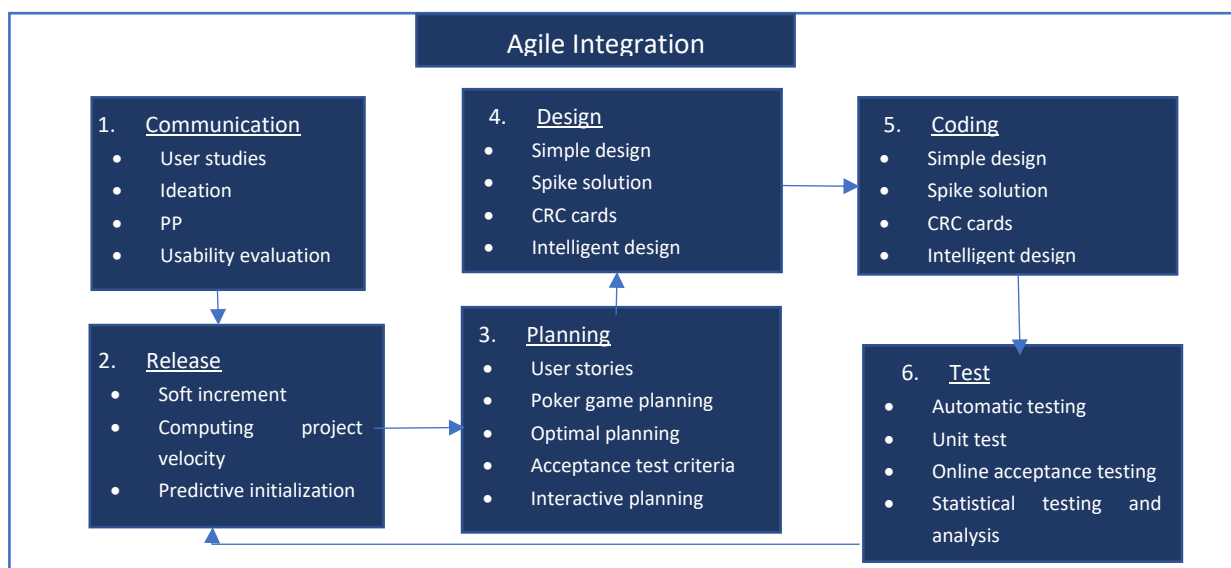 Agile Integration
1. Communication
• User studies
• Ideation
• PP
• Usability evaluation
2. Release
• Soft increment
• Computing project
velocity
• Predictive initialization
3. Planning
• User stories
• Poker game planning
• Optimal planning
• Acceptance test criteria
• Interactive planning
4. Design
• Simple design
• Spike solution
• CRC cards
• Intelligent design
5. Coding
• Simple design
• Spike solution
• CRC cards
• Intelligent design
6. Test
• Automatic testing
• Unit test
• Online acceptance testing
• Statistical testing and
analysis